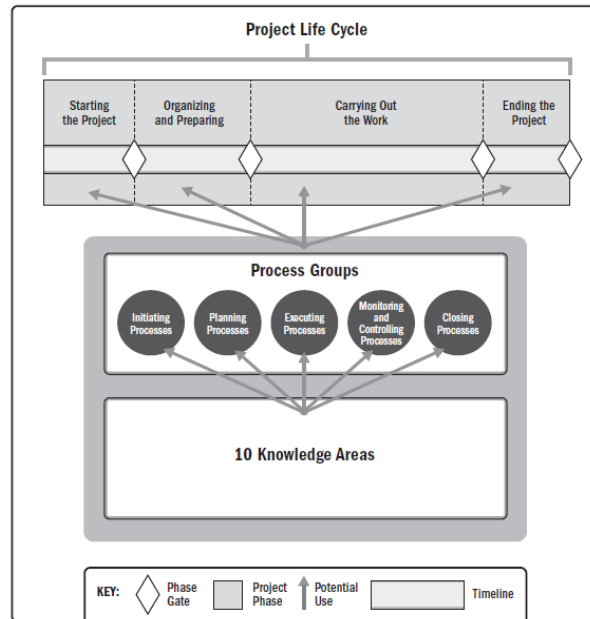 Project Life Cycle
Starting
the Project
Organizing
and Preparing
Carrying Out
the Work
Ending the
Project
Process Groups
Initiating
Processes
Planning
Processes
Executing
Processes
Monitoring
and
Controlling
Processes
Closing
Processes
10 Knowledge Areas
KEY:
Phase
Gate
Project
Phase
Potential
Use
Timeline